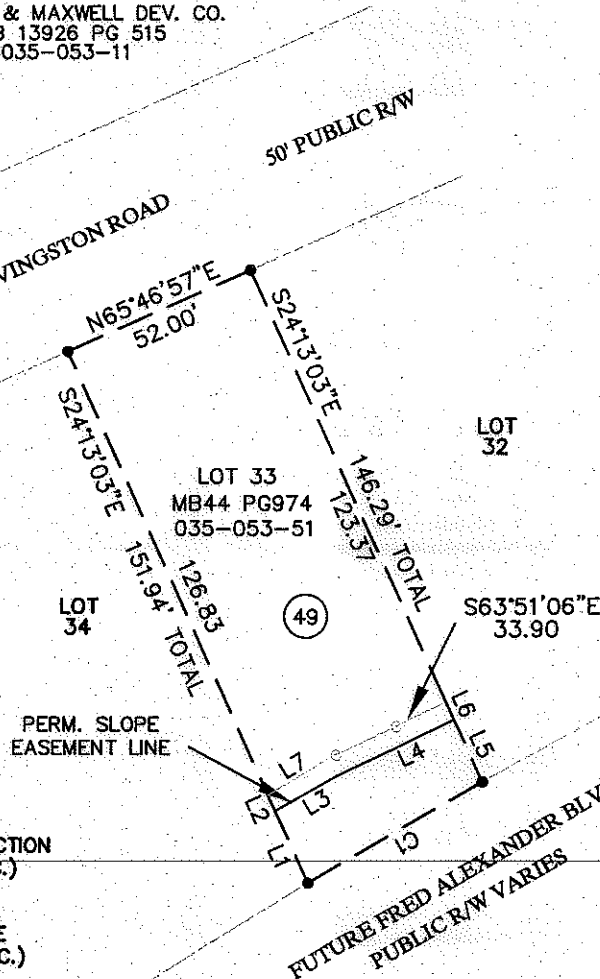 & MAXWELL DEV. CO.
13926 PG 515
035-053-11
50' PUBLIC R/W
VINGSTON ROAD
N65°46'57"E
52.00'
S24°13'03"E
S24°13'03"E
LOT
32
LOT 33
MB44 PG974
035-053-51
146.29' TOTAL
123.37
126.83
151.94' TOTAL
LOT
34
49
S63°51'06"E
33.90
PERM. SLOPE
EASEMENT LINE
L7
L6
L5
L4
L3
L2
L1
C1
CTION
C.)
FUTURE FRED ALEXANDER BLV
PUBLIC R/W VARIES